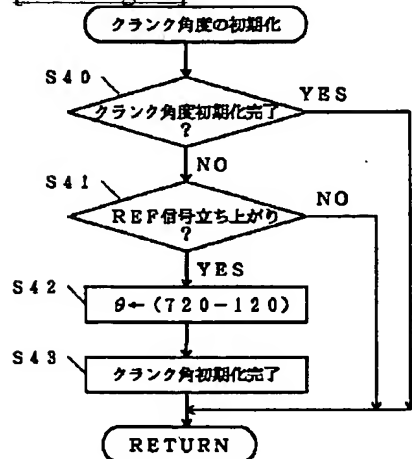 クランク角度の初期化
S40
クランク角度初期化完了
?
YES
NO
S41
REF信号立ち上がり
?
NO
YES
S42
θ←(720-120)
S43
クランク角初期化完了
RETURN